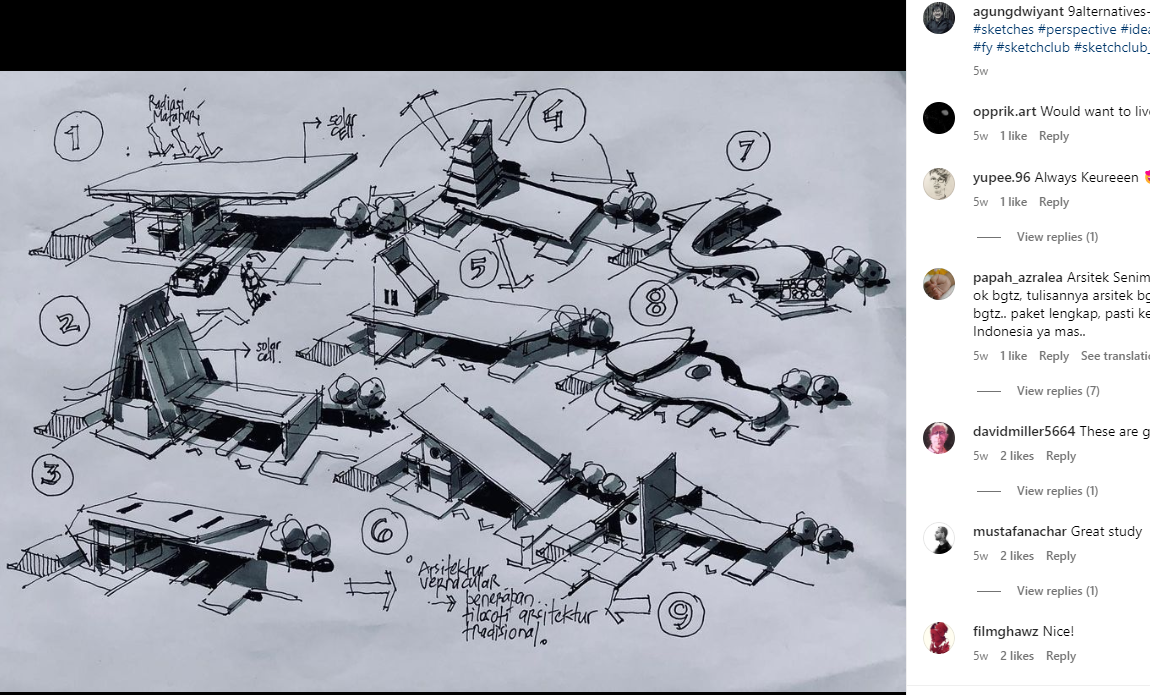 1
Radiasi
Matahari
solar
cell.
2
solar
cell.
3
4
5
6
7
8
9
Arsitektur
vernacular
penerapan
filosofi arsitektur
tradisional.
agungdwiyant 9alternatives-
#sketches #perspective #idea
#fy #sketchclub #sketchclub_
5w
opprik.art Would want to live
5w 1 like Reply
yupee.96 Always Keureeen
5w 1 like Reply
View replies (1)
papah_azralea Arsitek Senim
ok bgtz, tulisannya arsitek bg
bgtz.. paket lengkap, pasti ke
Indonesia ya mas..
5w 1 like Reply See translatio
View replies (7)
davidmiller5664 These are g
5w 2 likes Reply
View replies (1)
mustafanachar Great study
5w 2 likes Reply
View replies (1)
filmghawz Nice!
5w 2 likes Reply